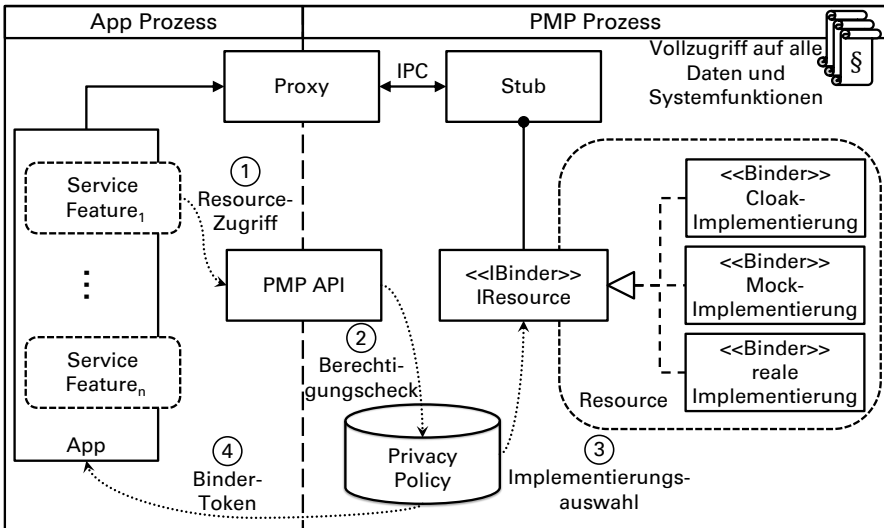 App Prozess
PMP Prozess
Vollzugriff auf alle
Daten und
Systemfunktionen
§
Proxy
IPC
Stub
Service
Feature1
1
Resource-
Zugriff
⋮
PMP API
<<IBinder>>
IResource
<<Binder>>
Cloak-
Implementierung
<<Binder>>
Mock-
Implementierung
<<Binder>>
reale
Implementierung
Resource
2
Berecht-
igungscheck
Service
Featuren
App
4
Binder-
Token
Privacy
Policy
3
Implementierungs-
auswahl